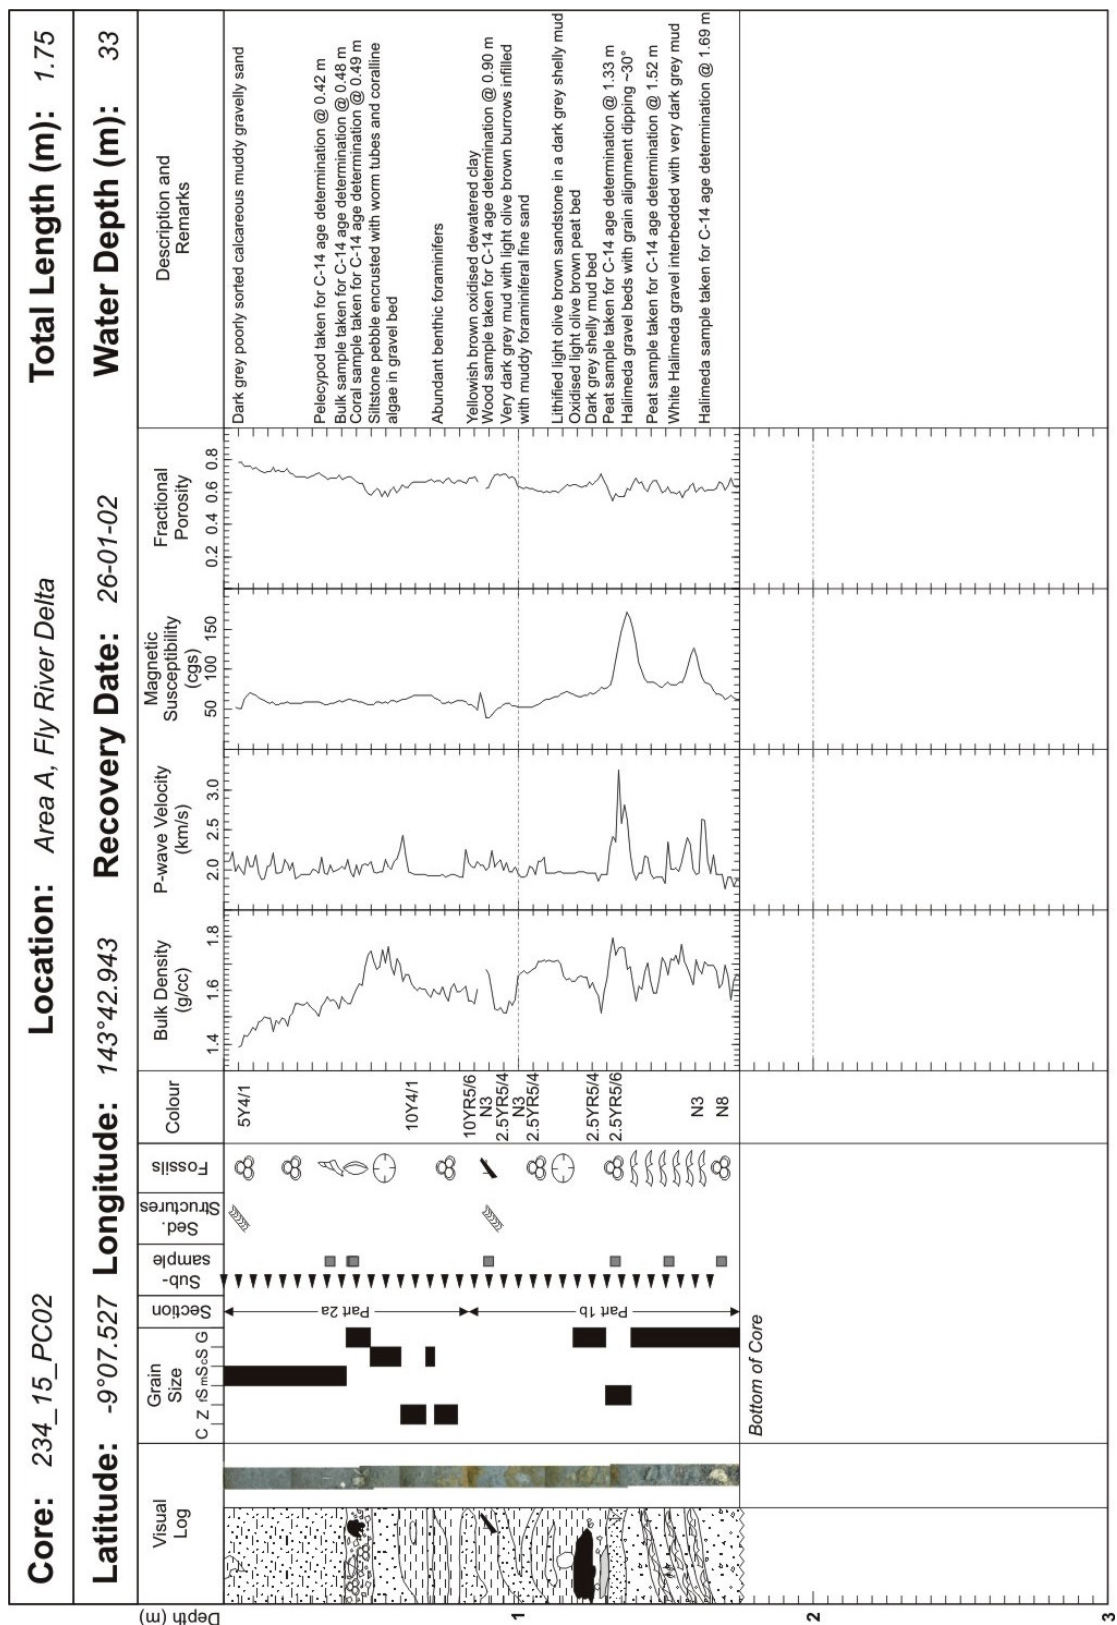 Core: 234_15_PC02 Location: Area A, Fly River Delta Total Length (m): 1.75
Latitude: -9°07.527 Longitude: 143°42.943 Recovery Date: 26-01-02 Water Depth (m): 33
Depth (m)
Visual
Log
Grain
Size
C Z fS mS cS G
Section
Sub-
sample
Sed.
Structures
Fossils
Colour
Bulk Density
(g/cc)
1.4 1.6 1.8
P-wave Velocity
(km/s)
2.0 2.5 3.0
Magnetic
Susceptibility
(cgs)
50 100 150
Fractional
Porosity
0.2 0.4 0.6 0.8
Description and
Remarks
Part 2a
Part 1b
5Y4/1
10Y4/1
10YR5/6
N3
2.5YR5/4
N3
2.5YR5/4
2.5YR5/4
2.5YR5/6
N3
N8
Dark grey poorly sorted calcareous muddy gravelly sand
Pelecypod taken for C-14 age determination @ 0.42 m
Bulk sample taken for C-14 age determination @ 0.48 m
Coral sample taken for C-14 age determination @ 0.49 m
Siltstone pebble encrusted with worm tubes and coralline
algae in gravel bed
Abundant benthic foraminifers
Yellowish brown oxidised dewatered clay
Wood sample taken for C-14 age determination @ 0.90 m
Very dark grey mud with light olive brown burrows infilled
with muddy foraminiferal fine sand
Lithified light olive brown sandstone in a dark grey shelly mud
Oxidised light olive brown peat bed
Dark grey shelly mud bed
Peat sample taken for C-14 age determination @ 1.33 m
Halimeda gravel beds with grain alignment dipping ~30°
Peat sample taken for C-14 age determination @ 1.52 m
White Halimeda gravel interbedded with very dark grey mud
Halimeda sample taken for C-14 age determination @ 1.69 m
Bottom of Core
1
2
3